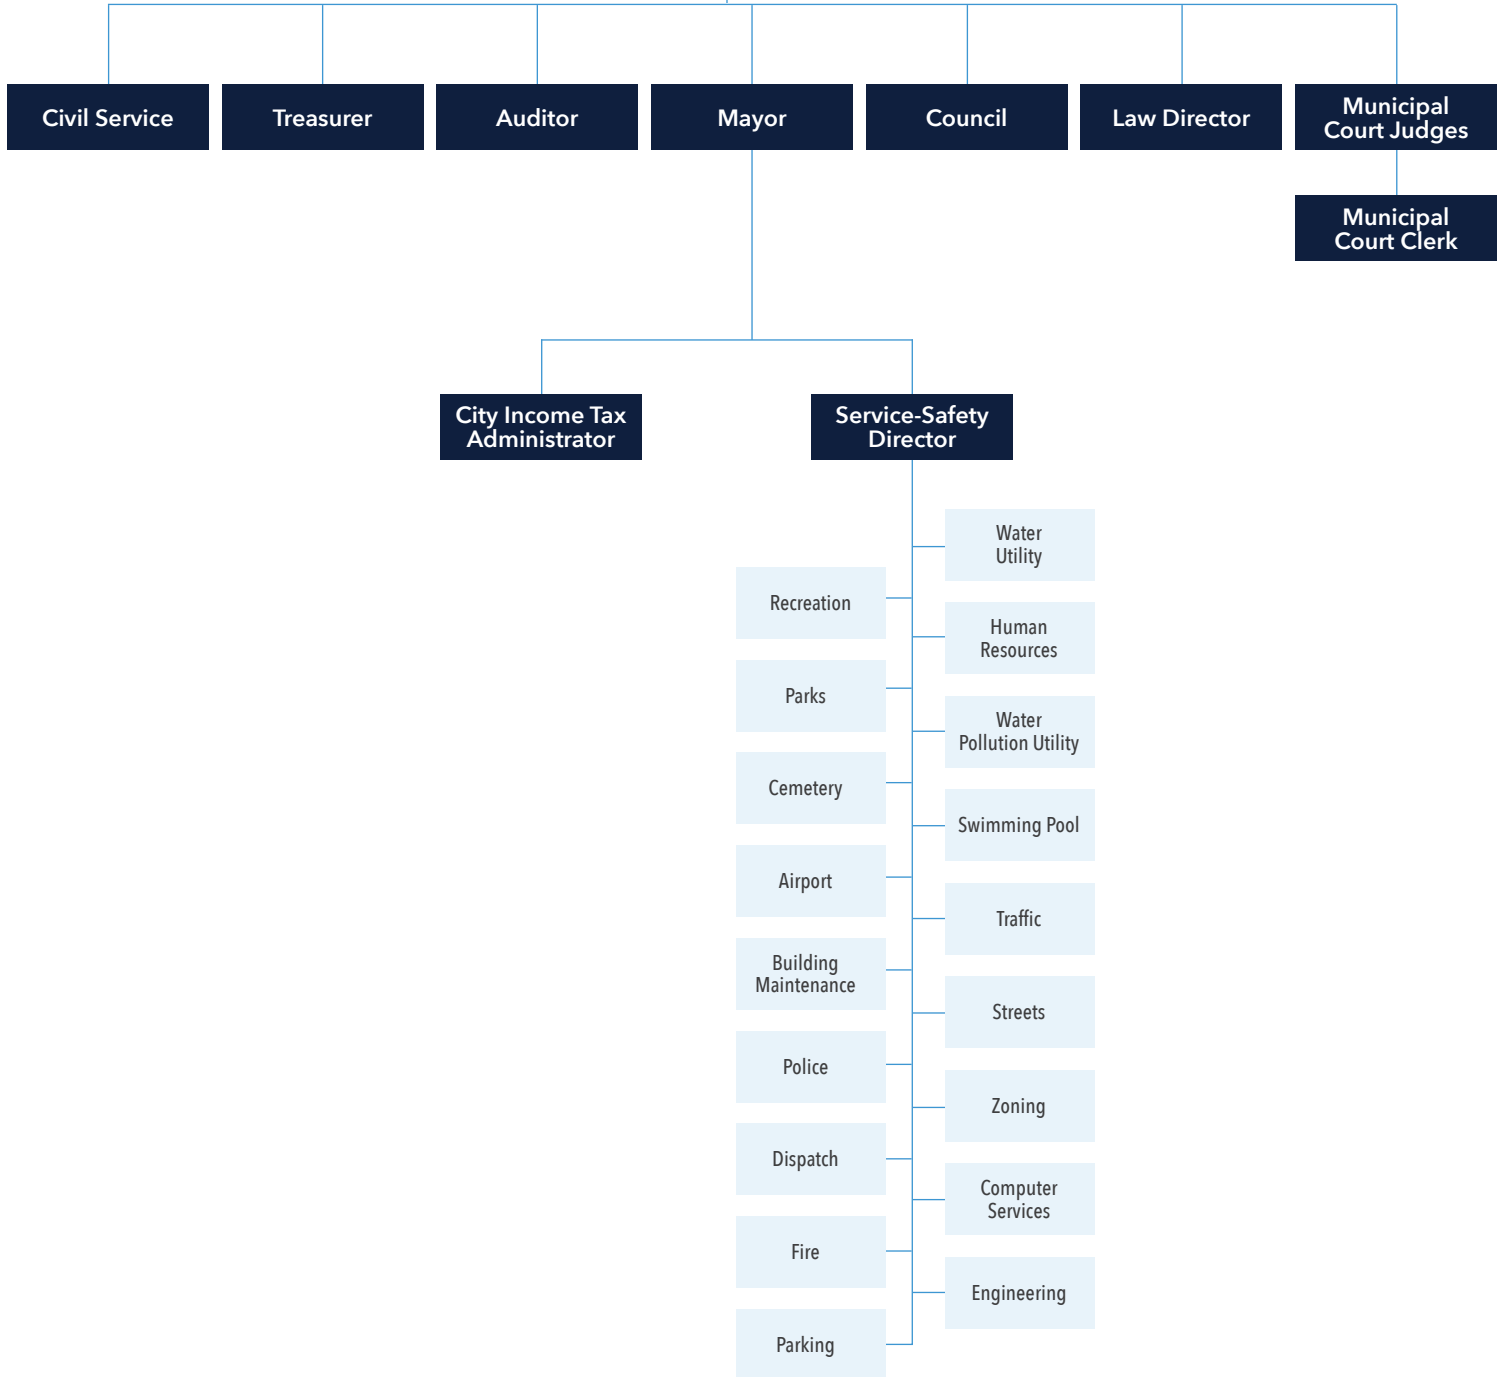 Civil Service
Treasurer
Auditor
Mayor
Council
Law Director
Municipal
Court Judges
Municipal
Court Clerk
City Income Tax
Administrator
Service-Safety
Director
Water
Utility
Recreation
Human
Resources
Parks
Water
Pollution Utility
Cemetery
Swimming Pool
Airport
Traffic
Building
Maintenance
Streets
Police
Zoning
Dispatch
Computer
Services
Fire
Engineering
Parking